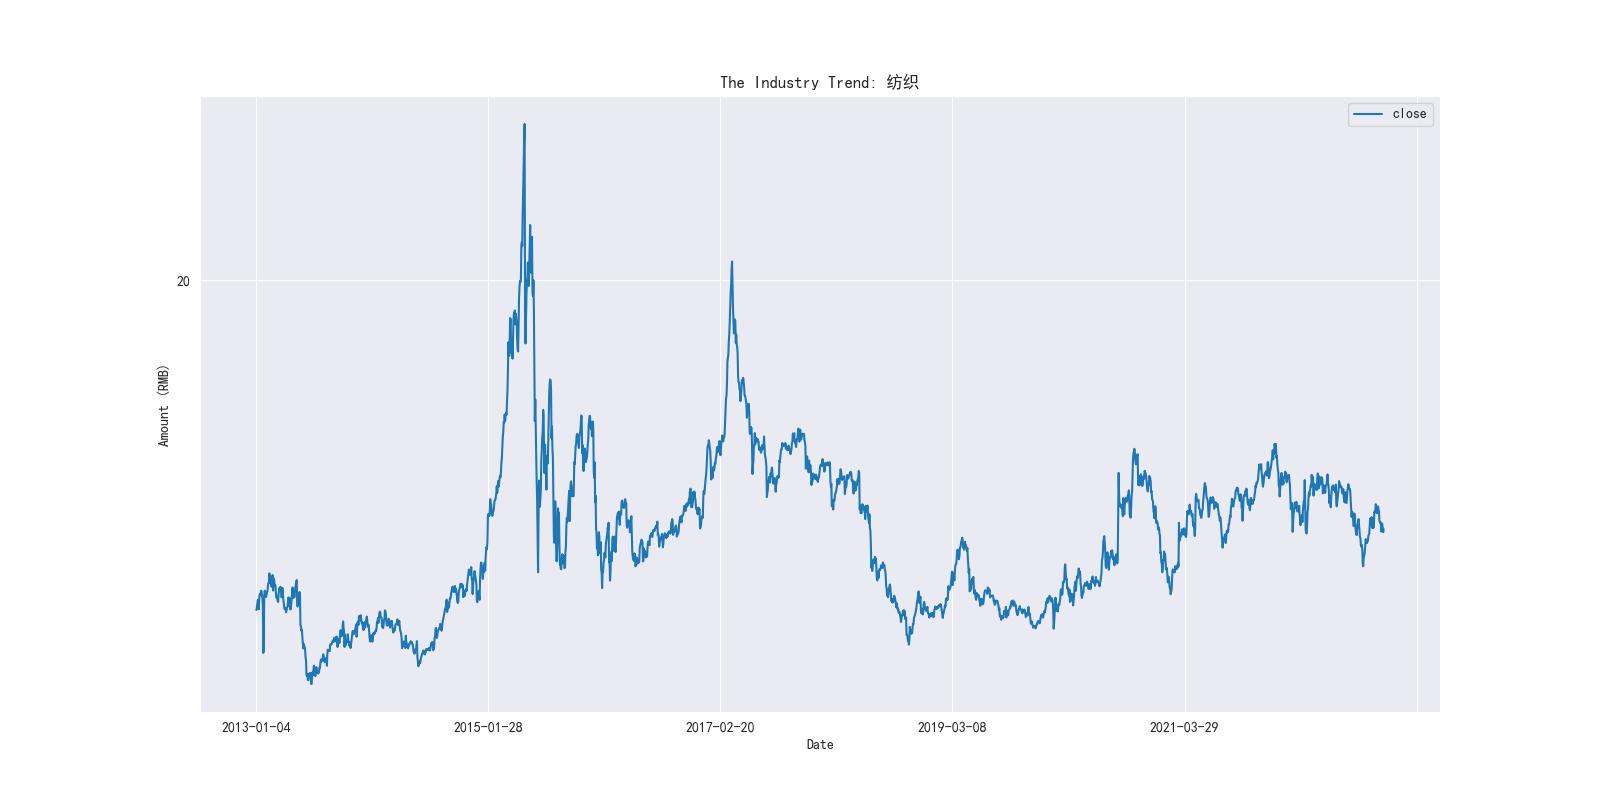 The Industry Trend: 纺织
close
20
Amount (RMB)
2013-01-04
2015-01-28
2017-02-20
2019-03-08
2021-03-29
Date